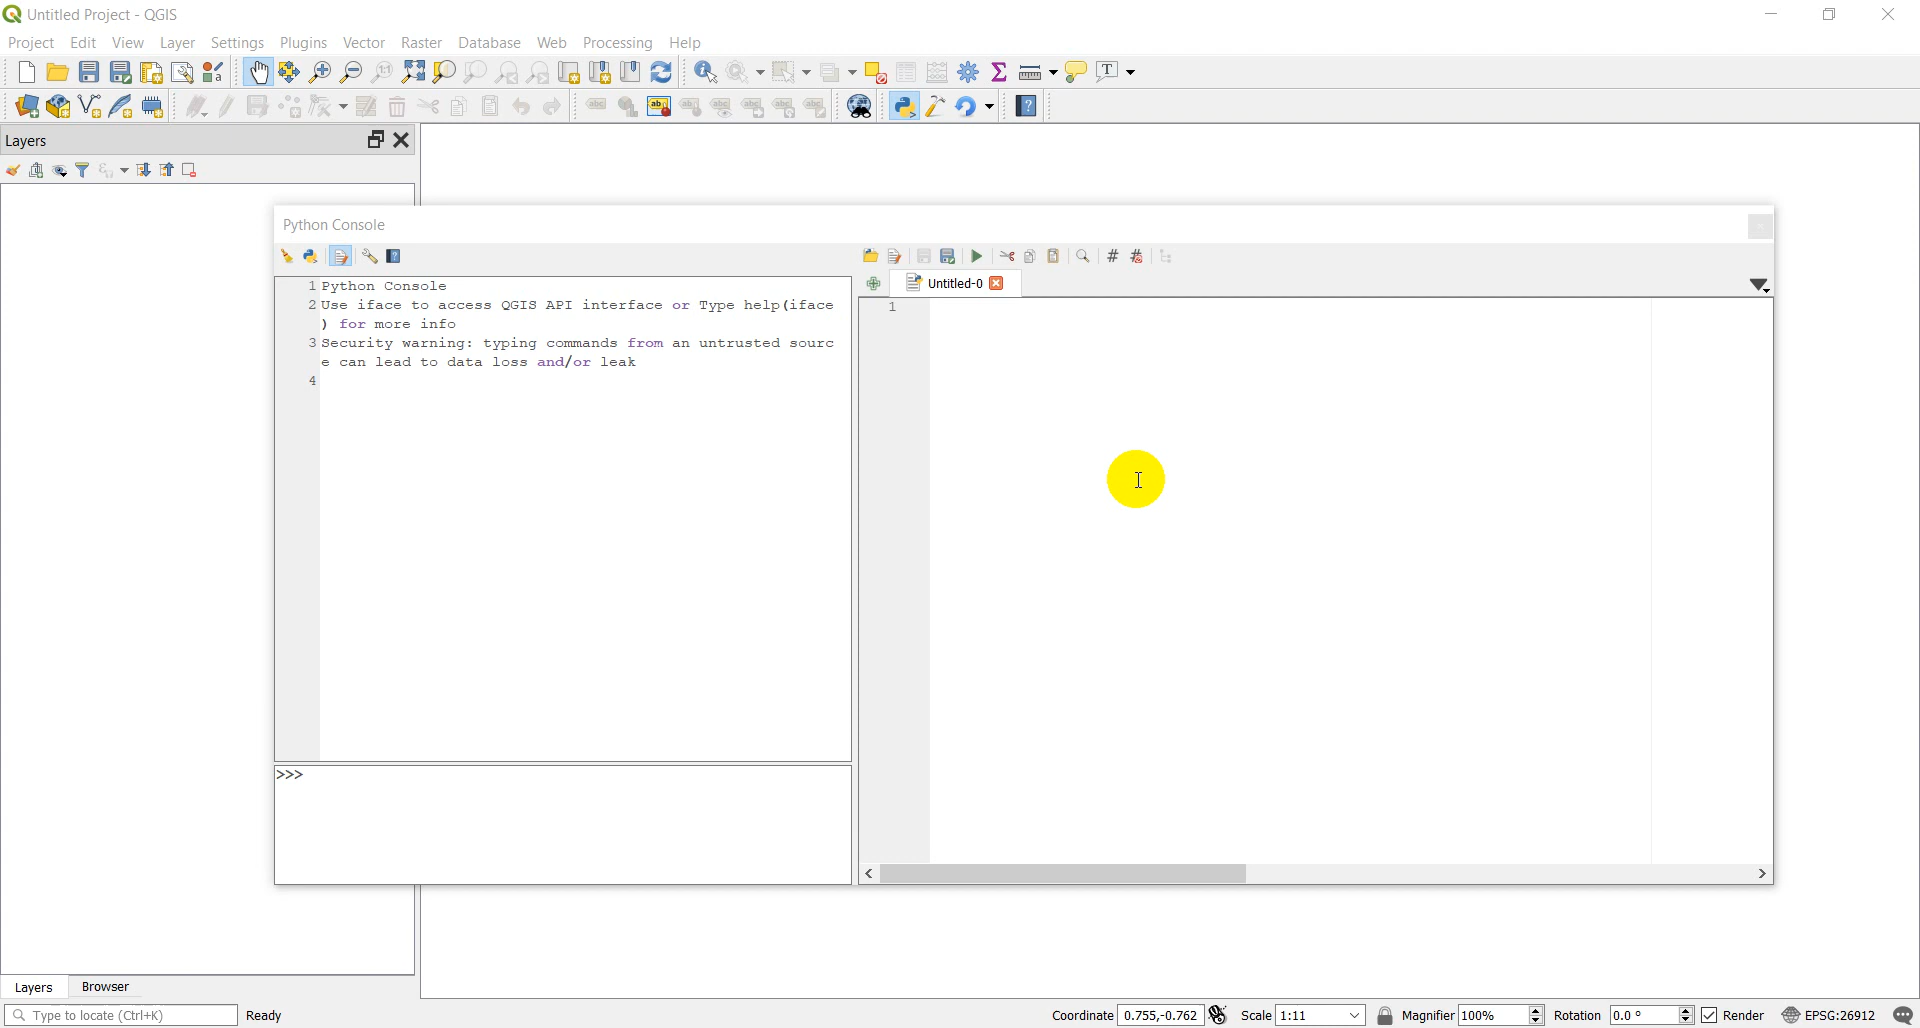 Untitled Project - QGIS
Project Edit View Layer Settings Plugins Vector Raster Database Web Processing Help
Layers
Python Console
Untitled-0
1 Python Console
2 Use iface to access QGIS API interface or Type help(iface
) for more info
3 Security warning: typing commands from an untrusted sourc
e can lead to data loss and/or leak
4
1
>>>
Layers Browser
Type to locate (Ctrl+K) Ready Coordinate 0.755,-0.762 Scale 1:11 Magnifier 100% Rotation 0.0 ° Render EPSG:26912